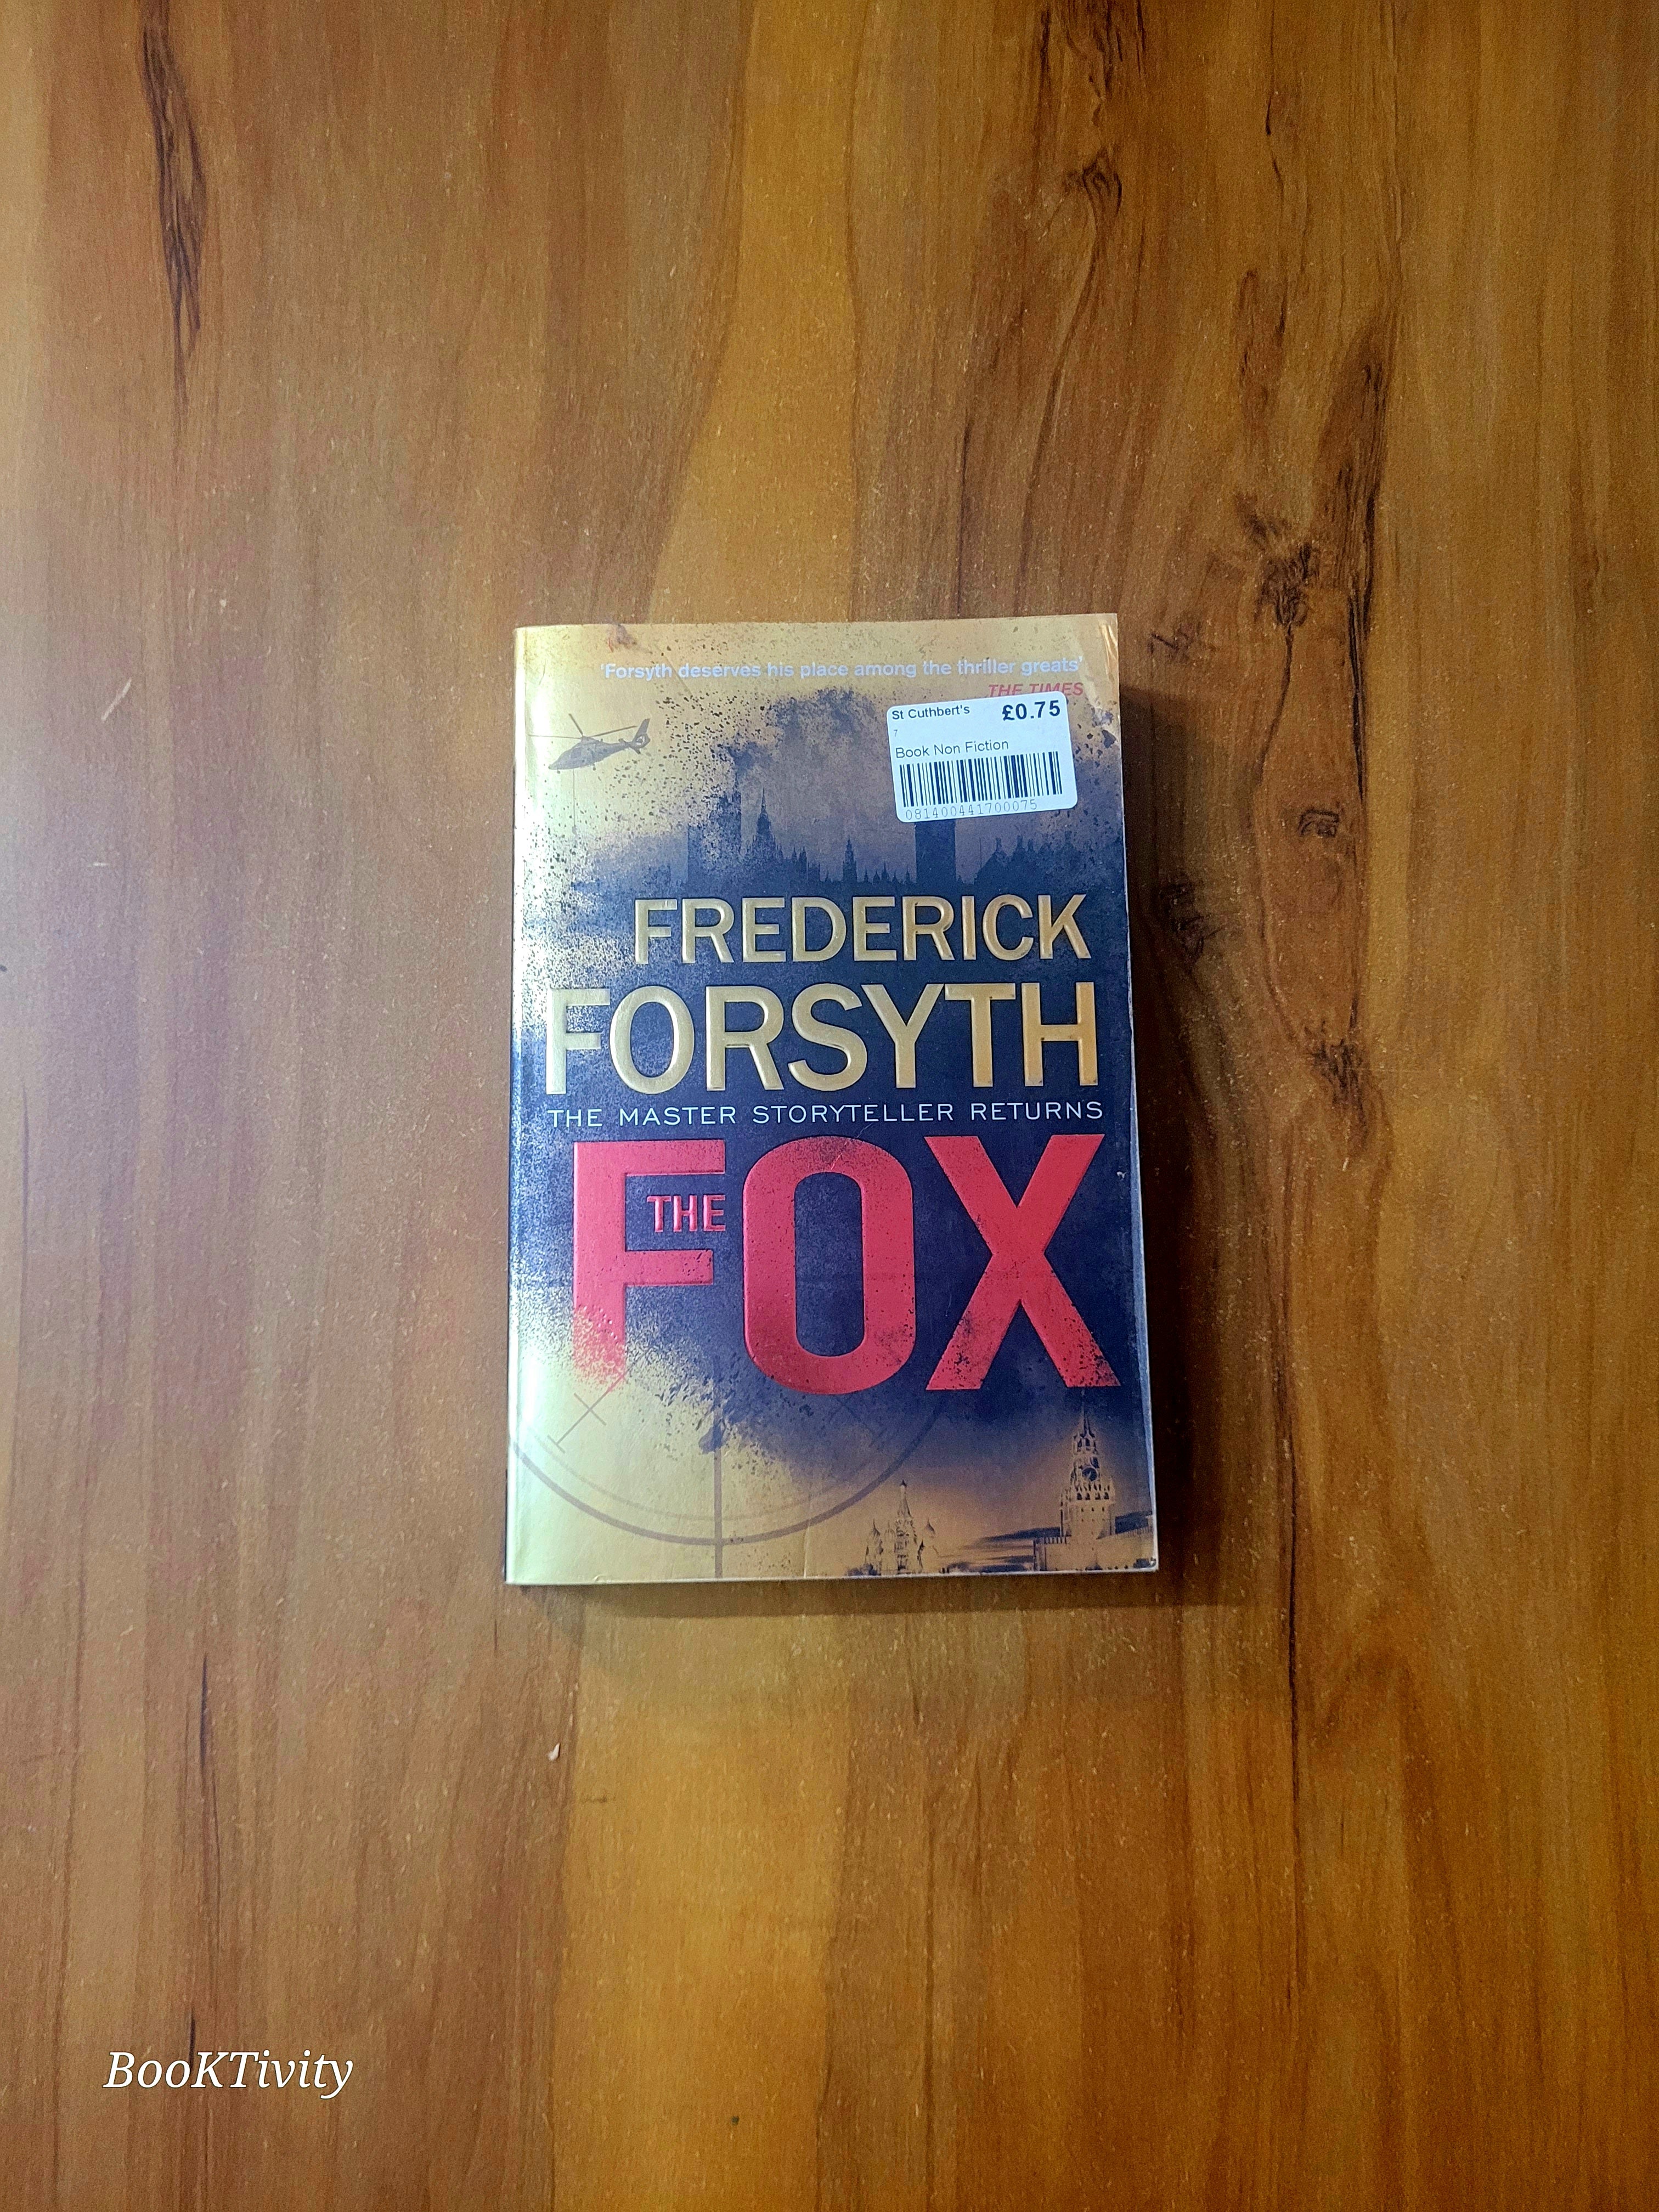 'Forsyth deserves his place among the thriller greats'
THE TIMES
St Cuthbert's £0.75
7
Book Non Fiction
081400441700075
FREDERICK
FORSYTH
THE MASTER STORYTELLER RETURNS
THE
FOX
BooKTivity